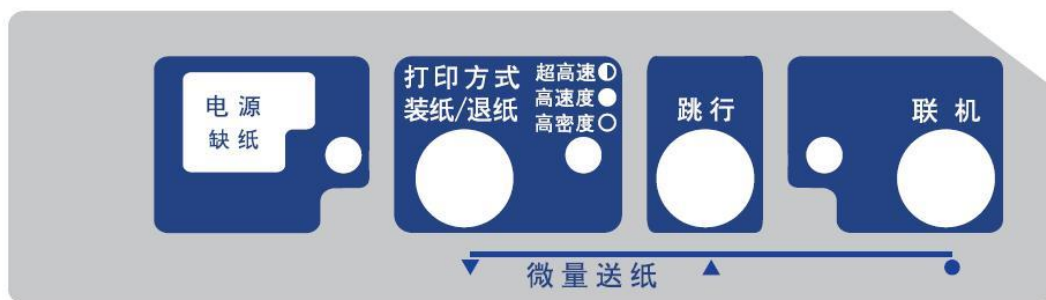 电源
缺纸
打印方式
装纸/退纸
超高速◐
高速度●
高密度○
跳行
联机
微量送纸